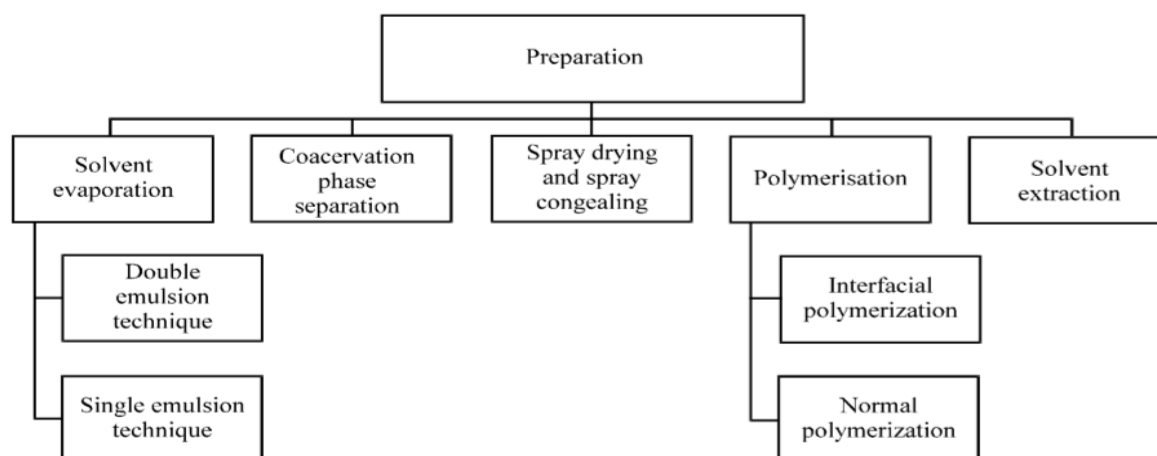 Preparation
Solvent
evaporation
Coacervation
phase
separation
Spray drying
and spray
congealing
Polymerisation
Solvent
extraction
Double
emulsion
technique
Single emulsion
technique
Interfacial
polymerization
Normal
polymerization